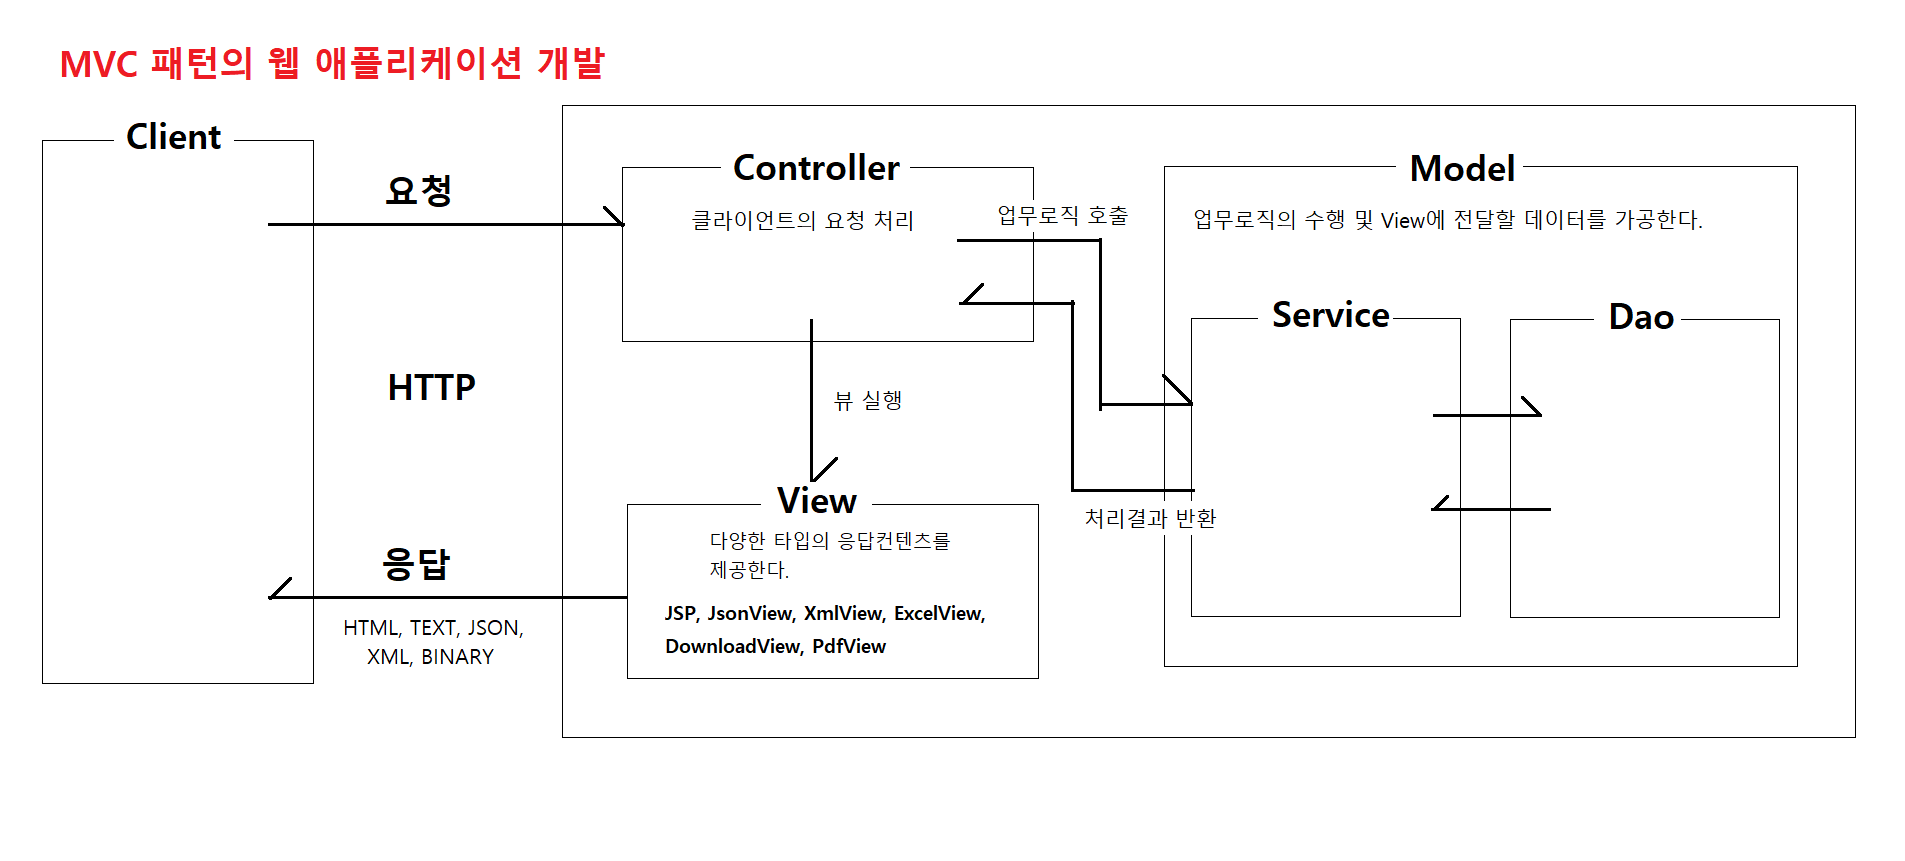 MVC 패턴의 웹 애플리케이션 개발
Client
요청
HTTP
응답
HTML, TEXT, JSON,
XML, BINARY
Controller
클라이언트의 요청 처리
업무로직 호출
뷰 실행
View
다양한 타입의 응답컨텐츠를
제공한다.
JSP, JsonView, XmlView, ExcelView,
DownloadView, PdfView
처리결과 반환
Model
업무로직의 수행 및 View에 전달할 데이터를 가공한다.
Service
Dao